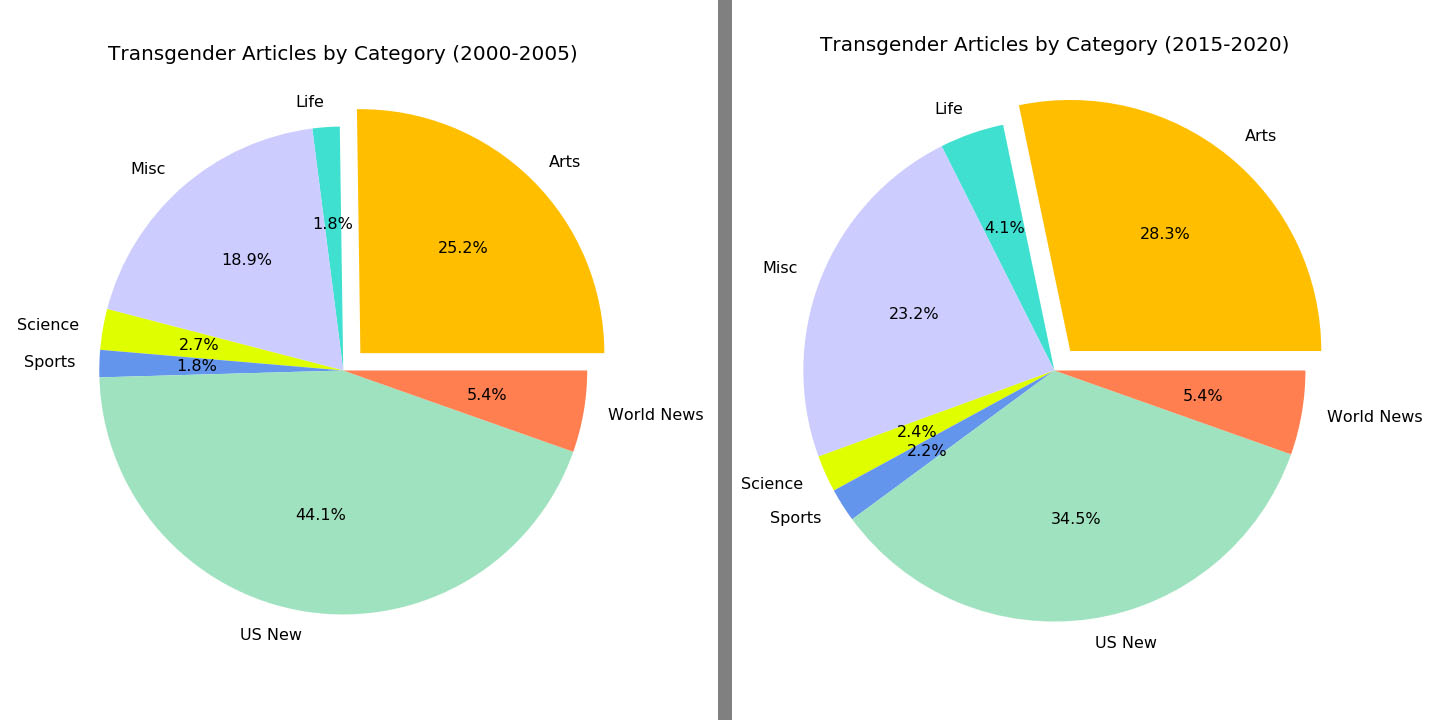 Transgender Articles by Category (2000-2005)
Life
Arts
Misc
1.8%
25.2%
18.9%
Science
2.7%
Sports
1.8%
5.4%
World News
44.1%
US New
Transgender Articles by Category (2015-2020)
Life
Arts
4.1%
28.3%
Misc
23.2%
5.4%
World News
2.4%
2.2%
Science
Sports
34.5%
US New